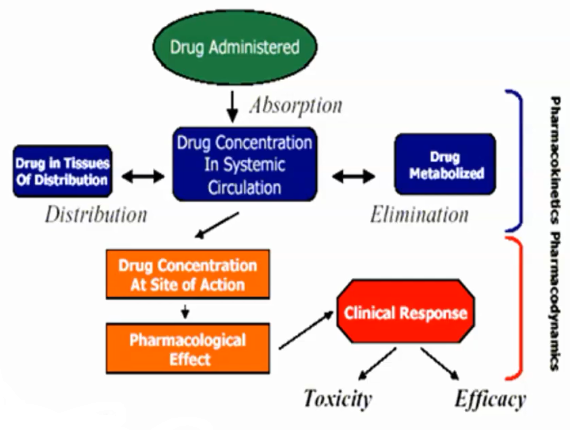 Drug Administered
Absorption
Drug Concentration
In Systemic
Circulation
Drug in Tissues
Of Distribution
Drug
Metabolized
Distribution
Elimination
Pharmacokinetics
Drug Concentration
At Site of Action
Pharmacological
Effect
Clinical Response
Toxicity
Efficacy
Pharmacodynamics